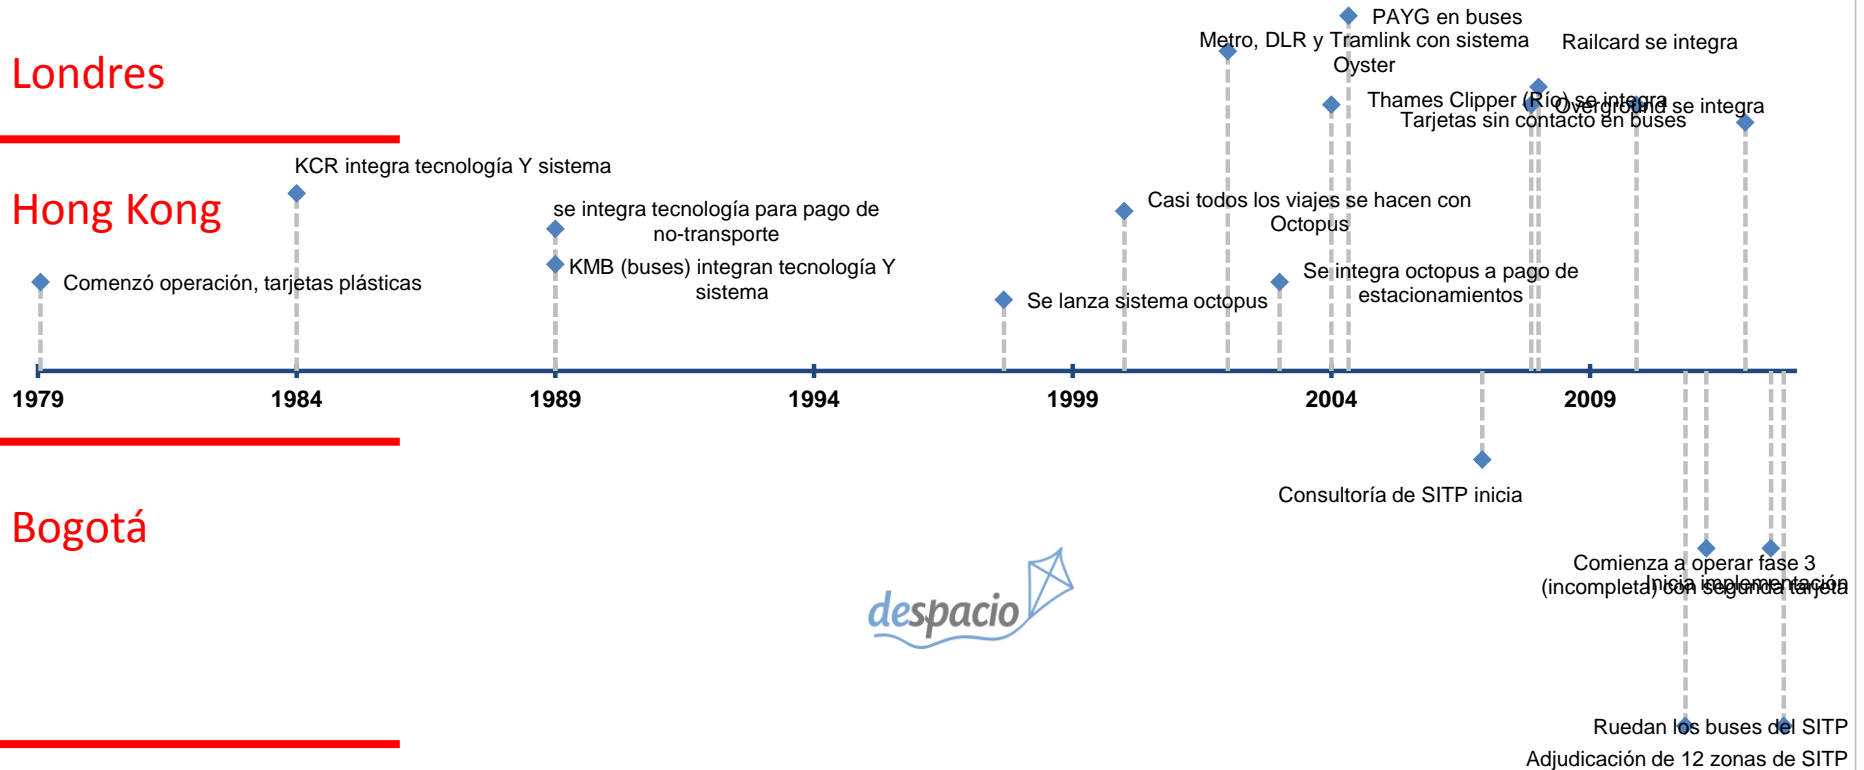 PAYG en buses
Metro, DLR y Tramlink con sistema
Oyster
Railcard se integra
Londres
Thames Clipper (Río) se integra
Overground se integra
Tarjetas sin contacto en buses
KCR integra tecnología Y sistema
Hong Kong
se integra tecnología para pago de
no-transporte
Casi todos los viajes se hacen con
Octopus
KMB (buses) integran tecnología Y
sistema
Comenzó operación, tarjetas plásticas
Se integra octopus a pago de
estacionamientos
Se lanza sistema octopus
1979
1984
1989
1994
1999
2004
2009
Consultoría de SITP inicia
Bogotá
Comienza a operar fase 3
(incompleta) con segunda tarjeta
Inicia implementación
despacio
Ruedan los buses del SITP
Adjudicación de 12 zonas de SITP